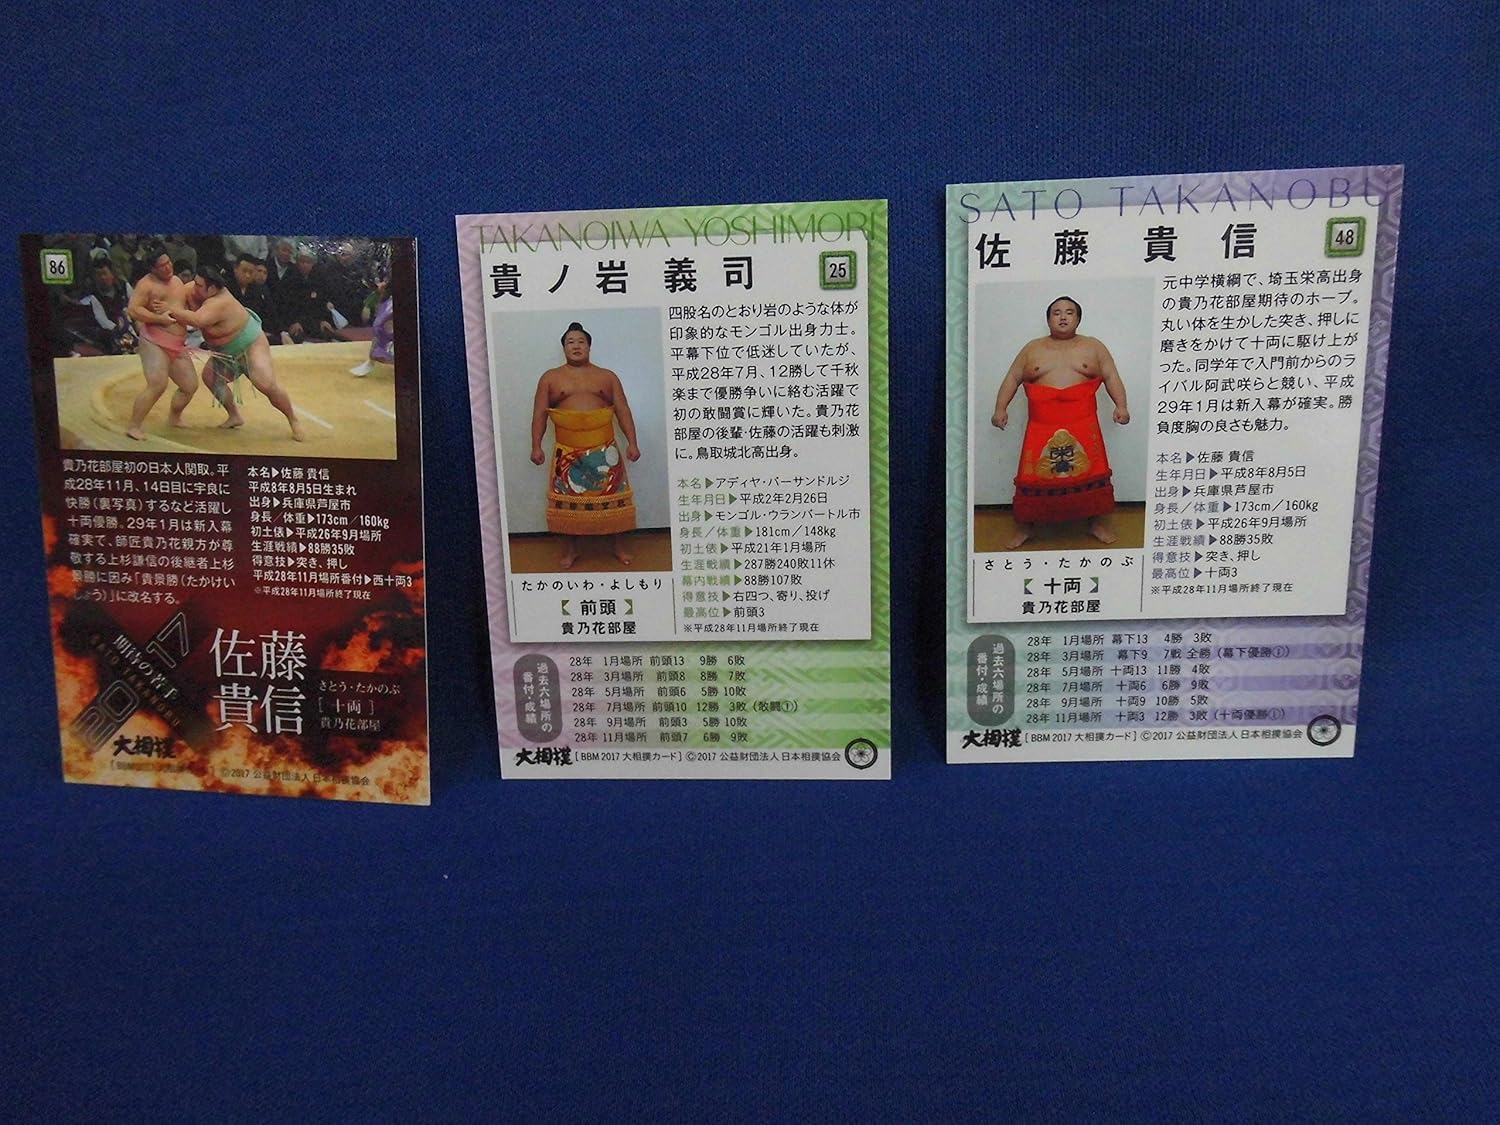 86
貴乃花部屋初の日本人関取。平
成28年11月、14日目に宇良に
快勝(裏写真)するなど活躍し
十両優勝。29年1月は新入幕
確実で、師匠貴乃花親方が尊
敬する上杉謙信の後継者上杉
景勝に因み「貴景勝(たかけい
しょう)」に改名する。
本名▶佐藤 貴信
平成8年8月5日生まれ
出身▶兵庫県芦屋市
身長/体重▶173cm/160kg
初土俵▶平成26年9月場所
生涯戦績▶88勝35敗
得意技▶突き、押し
平成28年11月場所番付▶西十両3
※平成28年11月場所終了現在
2017
期待の若手
SATO TAKANOBU
佐藤
貴信
さとう・たかのぶ
[十両]
貴乃花部屋
大相撲
[BBM2017 大相撲カード] ©2017 公益財団法人 日本相撲協会
TAKANOIWA YOSHIMORI
貴ノ岩 義司
25
四股名のとおり岩のような体が
印象的なモンゴル出身力士。
平幕下位で低迷していたが、
平成28年7月、12勝して千秋
楽まで優勝争いに絡む活躍で
初の敢闘賞に輝いた。貴乃花
部屋の後輩・佐藤の活躍も刺激
に。鳥取城北高出身。
本名▶アディヤ・バーサンドルジ
生年月日▶平成2年2月26日
出身▶モンゴル・ウランバートル市
身長/体重▶181cm/148kg
初土俵▶平成21年1月場所
生涯戦績▶287勝240敗11休
幕内戦績▶88勝107敗
得意技▶右四つ、寄り、投げ
最高位▶前頭3
※平成28年11月場所終了現在
たかのいわ・よしもり
【前頭】
貴乃花部屋
過去六場所の
番付・成績
28年 1月場所 前頭13 9勝 6敗
28年 3月場所 前頭8 8勝 7敗
28年 5月場所 前頭6 5勝 10敗
28年 7月場所 前頭10 12勝 3敗(敢闘①)
28年 9月場所 前頭3 5勝 10敗
28年 11月場所 前頭7 6勝 9敗
大相撲 [BBM 2017 大相撲カード] ©2017 公益財団法人 日本相撲協会
SATO TAKANOBU
佐藤 貴信
48
元中学横綱で、埼玉栄高出身
の貴乃花部屋期待のホープ。
丸い体を生かした突き、押しに
磨きをかけて十両に駆け上が
った。同学年で入門前からのラ
イバル阿武咲らと競い、平成
29年1月は新入幕が確実。勝
負度胸の良さも魅力。
本名▶佐藤 貴信
生年月日▶平成8年8月5日
出身▶兵庫県芦屋市
身長/体重▶173cm/160kg
初土俵▶平成26年9月場所
生涯戦績▶88勝35敗
得意技▶突き、押し
最高位▶十両3
※平成28年11月場所終了現在
さとう・たかのぶ
【十両】
貴乃花部屋
過去六場所の
番付・成績
28年 1月場所 幕下13 4勝 3敗
28年 3月場所 幕下9 7戦 全勝(幕下優勝①)
28年 5月場所 十両13 11勝 4敗
28年 7月場所 十両6 6勝 9敗
28年 9月場所 十両9 10勝 5敗
28年 11月場所 十両3 12勝 3敗(十両優勝①)
大相撲 [BBM 2017 大相撲カード] ©2017 公益財団法人 日本相撲協会